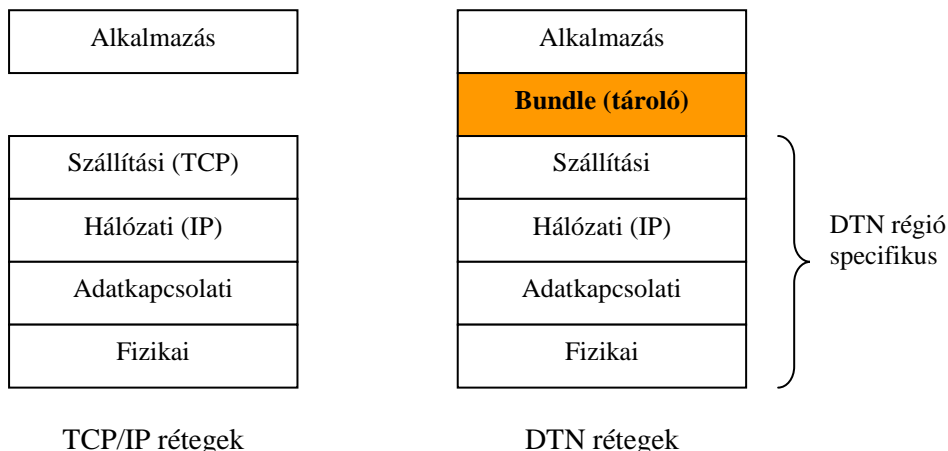 Alkalmazás
Szállítási (TCP)
Hálózati (IP)
Adatkapcsolati
Fizikai
TCP/IP rétegek
Alkalmazás
Bundle (tároló)
Szállítási
Hálózati (IP)
Adatkapcsolati
Fizikai
DTN rétegek
DTN régió
specifikus